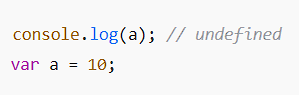 console.log(a); // undefined
var a = 10;